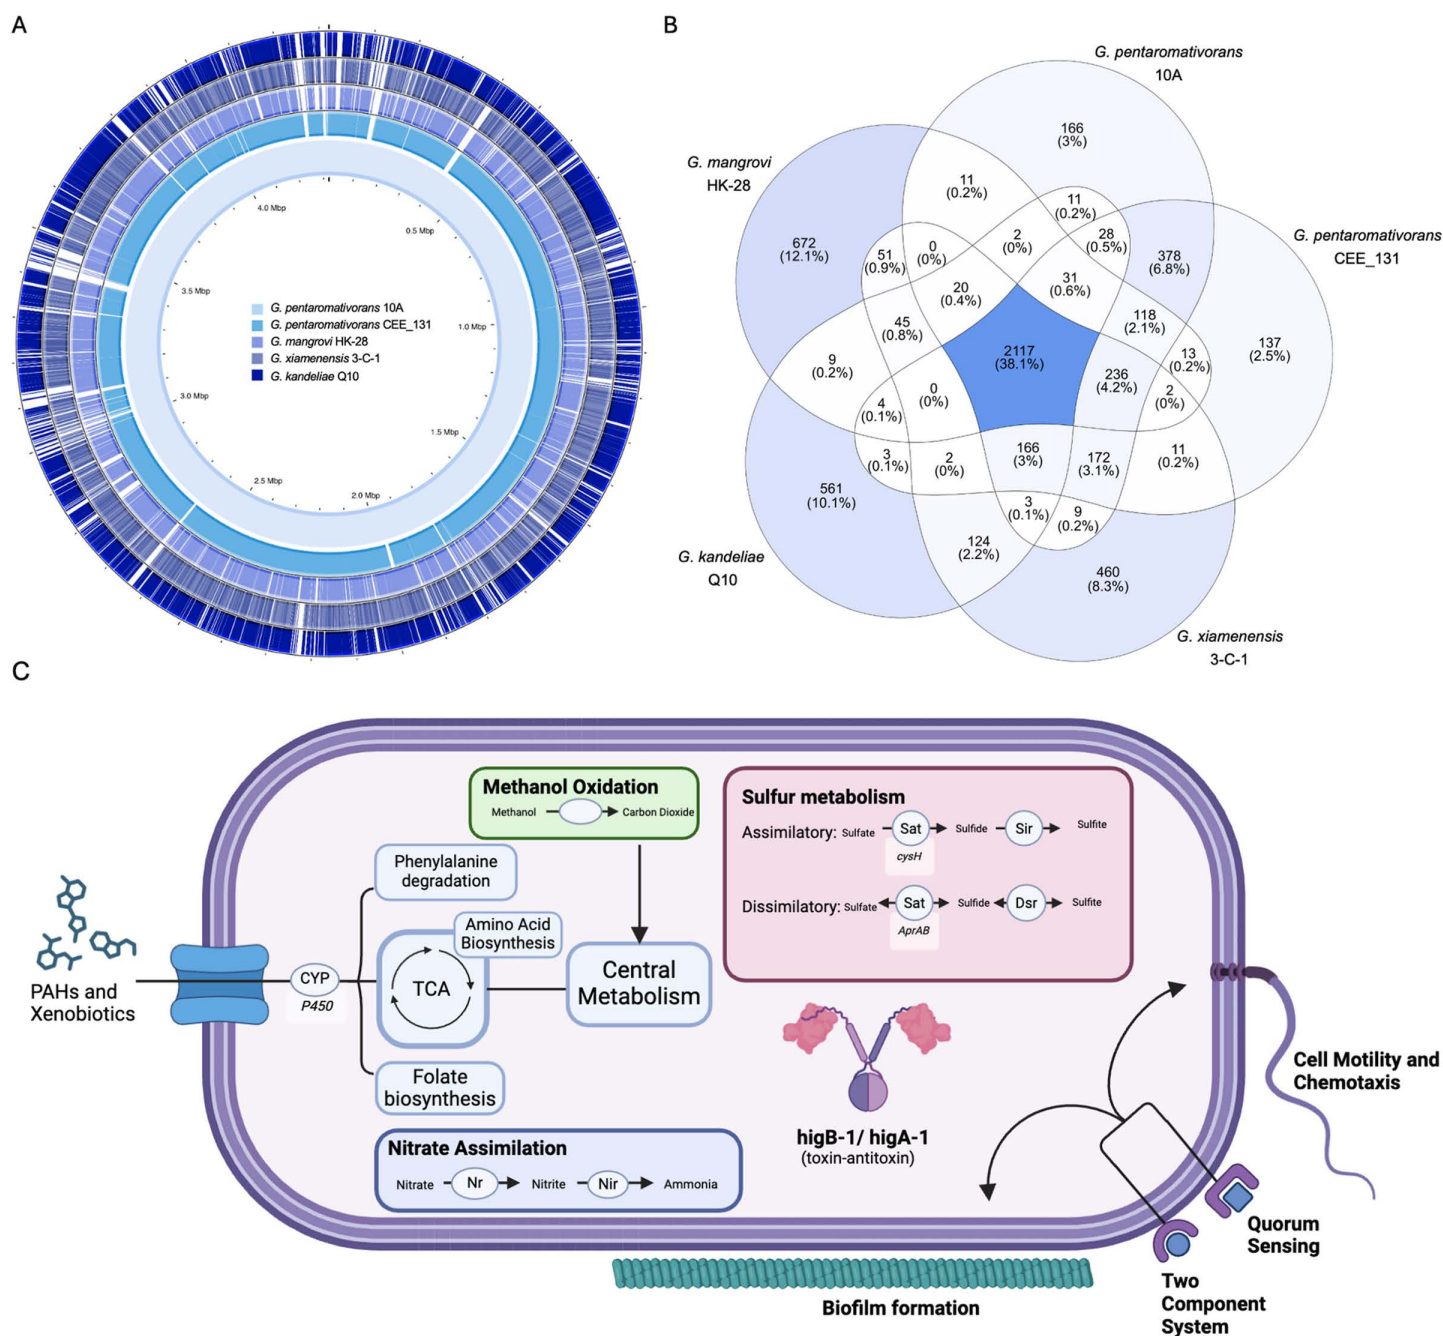 A
4.0 Mbp
0.5 Mbp
3.5 Mbp
1.0 Mbp
3.0 Mbp
1.5 Mbp
2.5 Mbp
2.0 Mbp
G. pentaromativorans 10A
G. pentaromativorans CEE_131
G. mangrovi HK-28
G. xiamenensis 3-C-1
G. kandeliae Q10
B
G. pentaromativorans
10A
G. mangrovi
HK-28
G. pentaromativorans
CEE_131
G. kandeliae
Q10
G. xiamenensis
3-C-1
166
(3%)
11
(0.2%)
11
(0.2%)
672
(12.1%)
51
(0.9%)
0
(0%)
2
(0%)
28
(0.5%)
378
(6.8%)
20
(0.4%)
31
(0.6%)
45
(0.8%)
118
(2.1%)
137
(2.5%)
9
(0.2%)
2117
(38.1%)
13
(0.2%)
236
(4.2%)
2
(0%)
0
(0%)
4
(0.1%)
3
(0.1%)
2
(0%)
166
(3%)
172
(3.1%)
11
(0.2%)
561
(10.1%)
3
(0.1%)
9
(0.2%)
124
(2.2%)
460
(8.3%)
C
Methanol Oxidation
Methanol Carbon Dioxide
Sulfur metabolism
Assimilatory: Sulfate Sat Sulfide Sir Sulfite
cysH
Dissimilatory: Sulfate Sat Sulfide Dsr Sulfite
AprAB
Phenylalanine
degradation
Amino Acid
Biosynthesis
PAHs and
Xenobiotics
CYP
P450
TCA
Central
Metabolism
Folate
biosynthesis
Nitrate Assimilation
Nitrate Nr Nitrite Nir Ammonia
higB-1/ higA-1
(toxin-antitoxin)
Cell Motility and
Chemotaxis
Quorum
Sensing
Two
Component
System
Biofilm formation